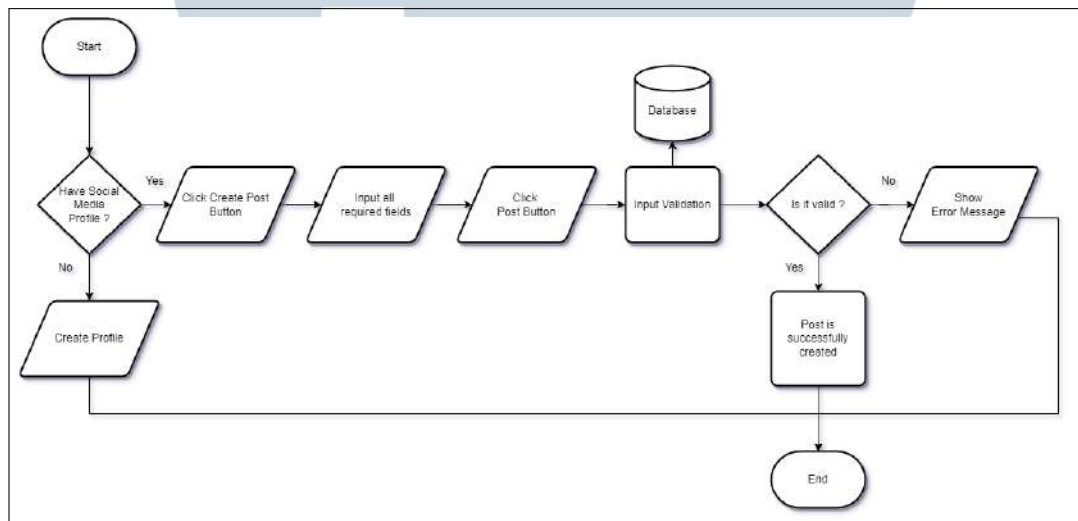 Start
Database
Have Social
Media
Profile ?
Yes
Click Create Post
Button
Input all
required fields
Click
Post Button
Input Validation
Is it valid ?
No
Show
Error Message
No
Yes
Create Profile
Post is
successfully
created
End